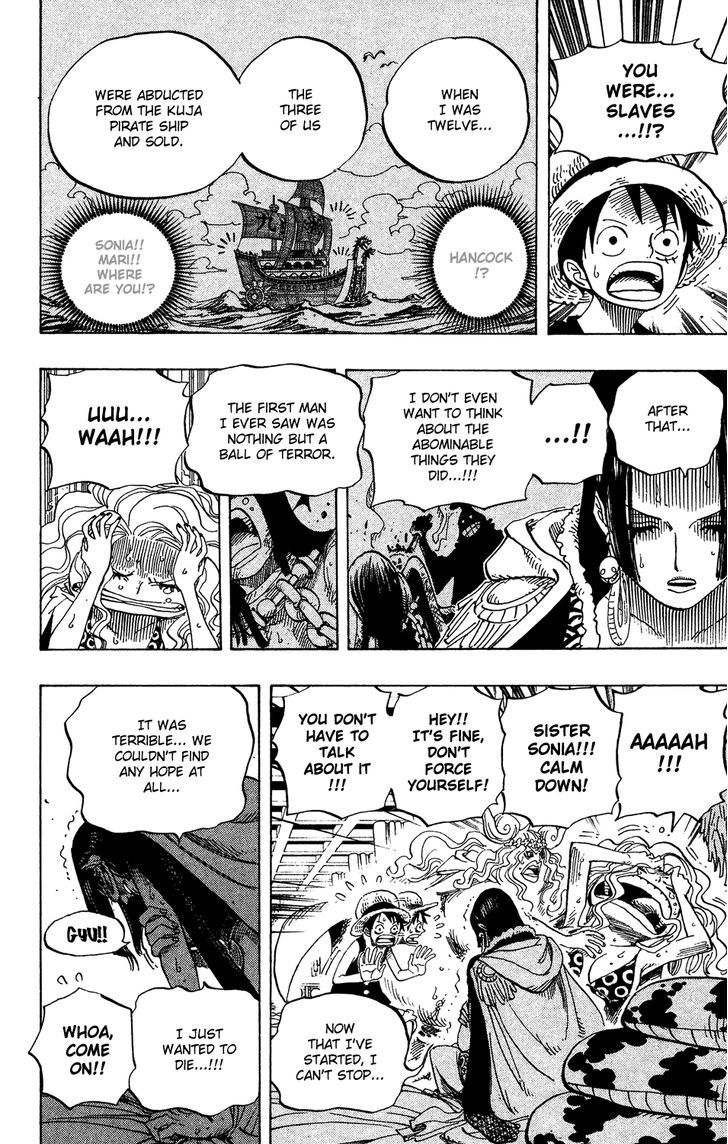 YOU
WERE...
SLAVES
...!!?
WHEN
I WAS
TWELVE...
THE
THREE
OF US
WERE ABDUCTED
FROM THE KUJA
PIRATE SHIP
AND SOLD.
HANCOCK
!?
SONIA!!
MARI!!
WHERE
ARE YOU!?
AFTER
THAT...
...!!
I DON'T EVEN
WANT TO THINK
ABOUT THE
ABOMINABLE
THINGS THEY
DID...!!!
THE FIRST MAN
I EVER SAW WAS
NOTHING BUT A
BALL OF TERROR.
UUU...
WAAH!!!
AAAAAH
!!!
SISTER
SONIA!!!
CALM
DOWN!
HEY!!
IT'S FINE,
DON'T
FORCE
YOURSELF!
YOU DON'T
HAVE TO
TALK
ABOUT IT
!!!
NOW
THAT I'VE
STARTED, I
CAN'T STOP...
IT WAS
TERRIBLE... WE
COULDN'T FIND
ANY HOPE AT
ALL...
GYU!!
I JUST
WANTED TO
DIE...!!!
WHOA,
COME
ON!!